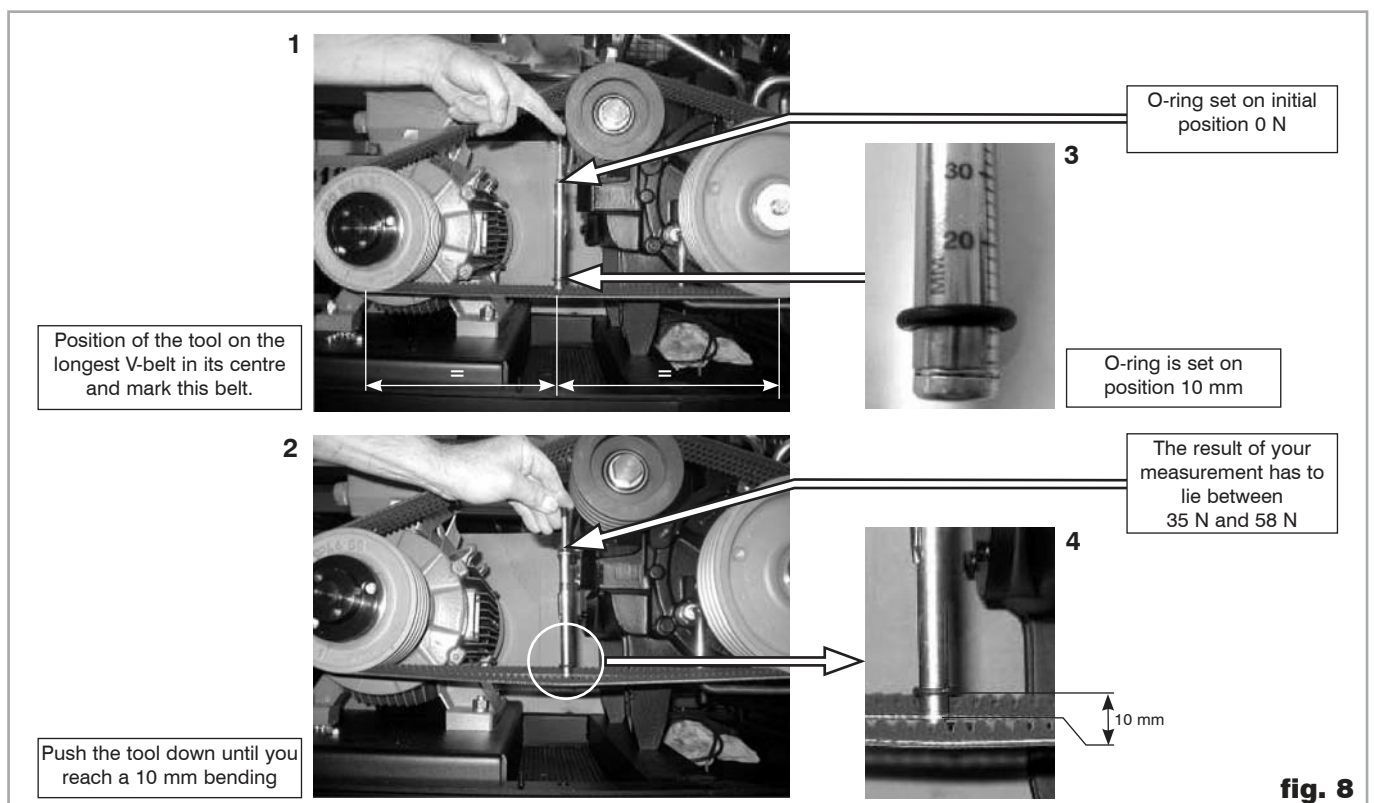 1
O-ring set on initial
position 0 N
3
30
20
MM
Position of the tool on the
longest V-belt in its centre
and mark this belt.
=
=
O-ring is set on
position 10 mm
2
The result of your
measurement has to
lie between
35 N and 58 N
4
10 mm
Push the tool down until you
reach a 10 mm bending
fig. 8